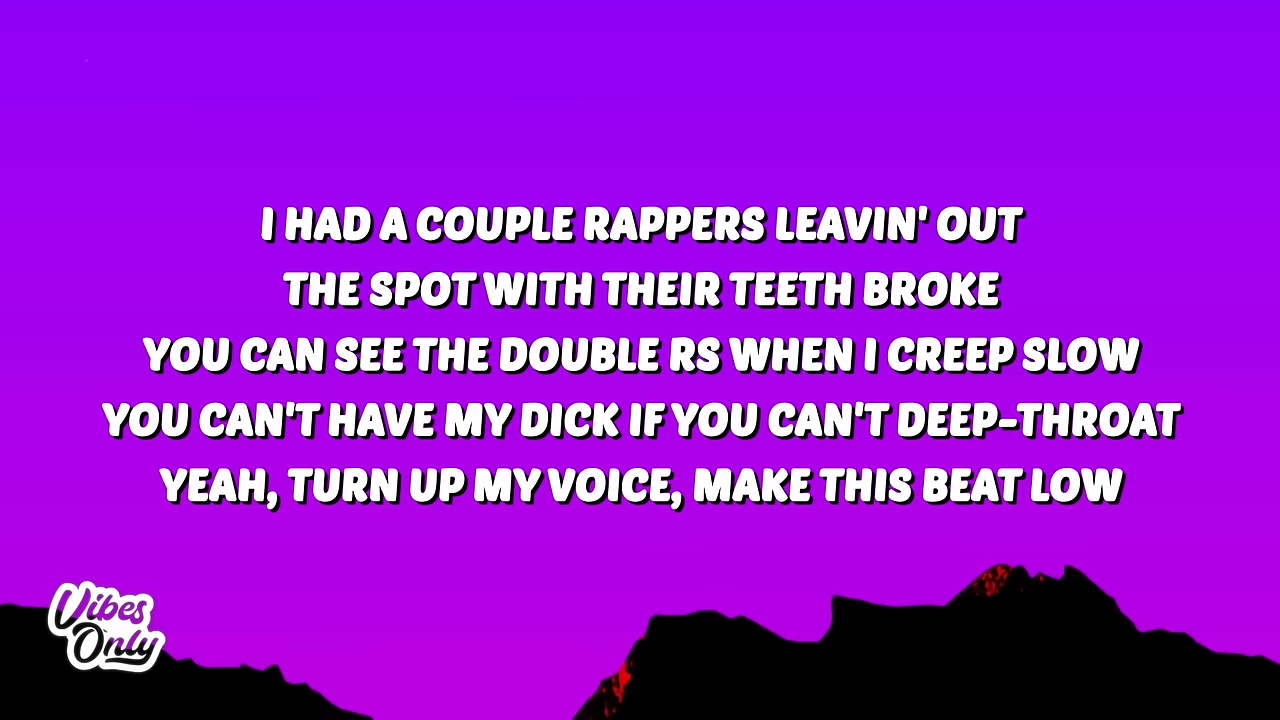 I HAD A COUPLE RAPPERS LEAVIN' OUT
THE SPOT WITH THEIR TEETH BROKE
YOU CAN SEE THE DOUBLE RS WHEN I CREEP SLOW
YOU CAN'T HAVE MY DICK IF YOU CAN'T DEEP-THROAT
YEAH, TURN UP MY VOICE, MAKE THIS BEAT LOW
Vibes
Only